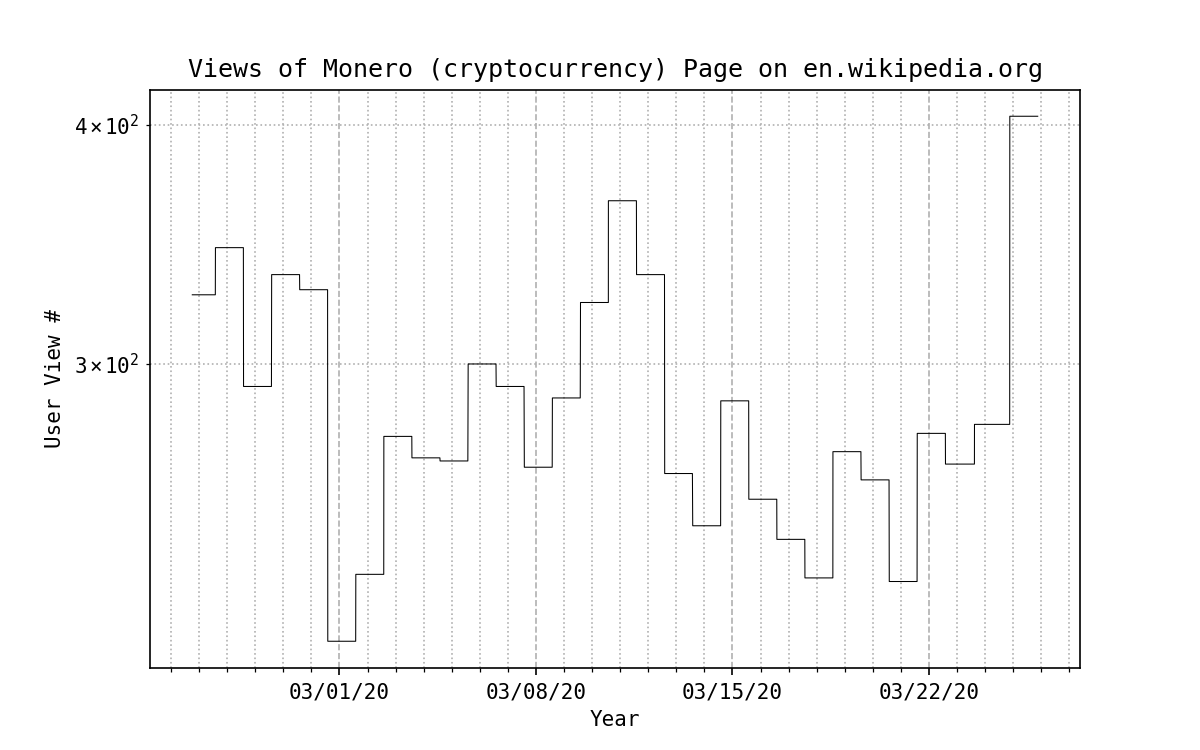 Views of Monero (cryptocurrency) Page on en.wikipedia.org
4×10²
3×10²
User View #
03/01/20 03/08/20 03/15/20 03/22/20
Year